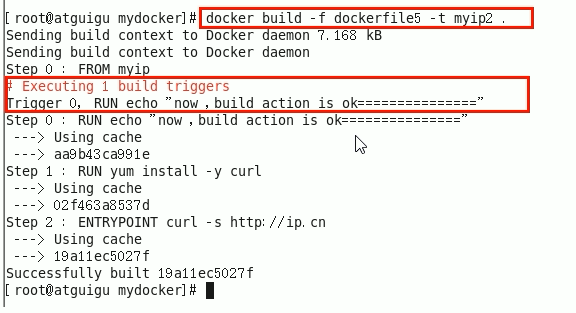 [root@atguigu mydocker]# docker build -f dockerfile5 -t myip2 .
Sending build context to Docker daemon 7.168 kB
Sending build context to Docker daemon
Step 0 : FROM myip
# Executing 1 build triggers
Trigger 0, RUN echo "now , build action is ok==============="
Step 0 : RUN echo "now , build action is ok==============="
 ---> Using cache
 ---> aa9b43ca991e
Step 1 : RUN yum install -y curl
 ---> Using cache
 ---> 02f463a8537d
Step 2 : ENTRYPOINT curl -s http://ip.cn
 ---> Using cache
 ---> 19a11ec5027f
Successfully built 19a11ec5027f
[root@atguigu mydocker]#